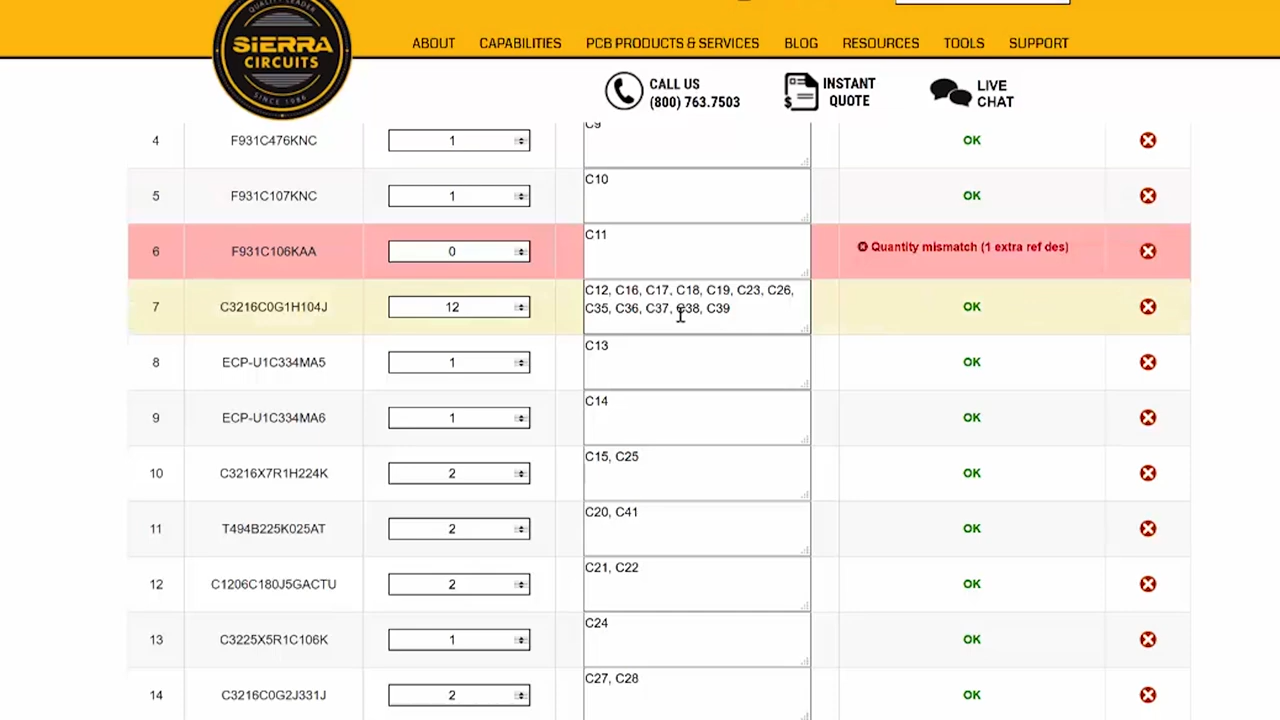 QUALITY LEADER
SiERRA
CIRCUITS
SINCE 1986
ABOUT CAPABILITIES PCB PRODUCTS & SERVICES BLOG RESOURCES TOOLS SUPPORT
CALL US
(800) 763.7503
INSTANT
QUOTE
LIVE
CHAT
4 F931C476KNC 1 C9 OK
5 F931C107KNC 1 C10 OK
6 F931C106KAA 0 C11 Quantity mismatch (1 extra ref des)
7 C3216C0G1H104J 12 C12, C16, C17, C18, C19, C23, C26, OK
C35, C36, C37, C38, C39
8 ECP-U1C334MA5 1 C13 OK
9 ECP-U1C334MA6 1 C14 OK
10 C3216X7R1H224K 2 C15, C25 OK
11 T494B225K025AT 2 C20, C41 OK
12 C1206C180J5GACTU 2 C21, C22 OK
13 C3225X5R1C106K 1 C24 OK
14 C3216C0G2J331J 2 C27, C28 OK